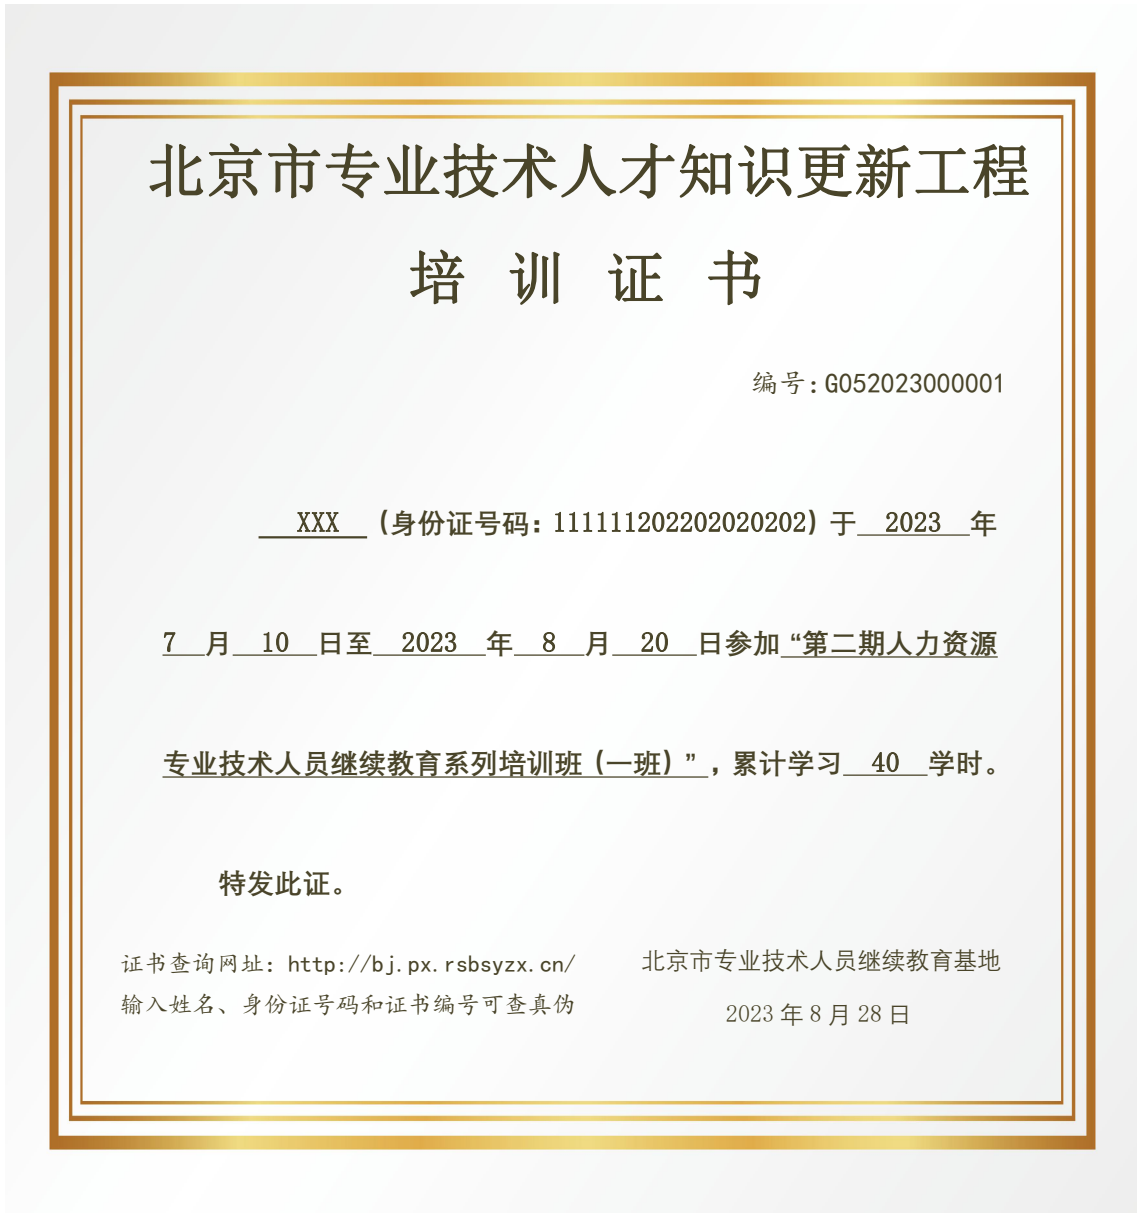 北京市专业技术人才知识更新工程
培训证书
编号：G052023000001
XXX（身份证号码：111111202202020202）于 2023 年
7 月 10 日至 2023 年 8 月 20 日参加“第二期人力资源
专业技术人员继续教育系列培训班（一班）”，累计学习 40 学时。
特发此证。
证书查询网址：http://bj.px.rsbsyzx.cn/
输入姓名、身份证号码和证书编号可查真伪
北京市专业技术人员继续教育基地
2023 年 8 月 28 日